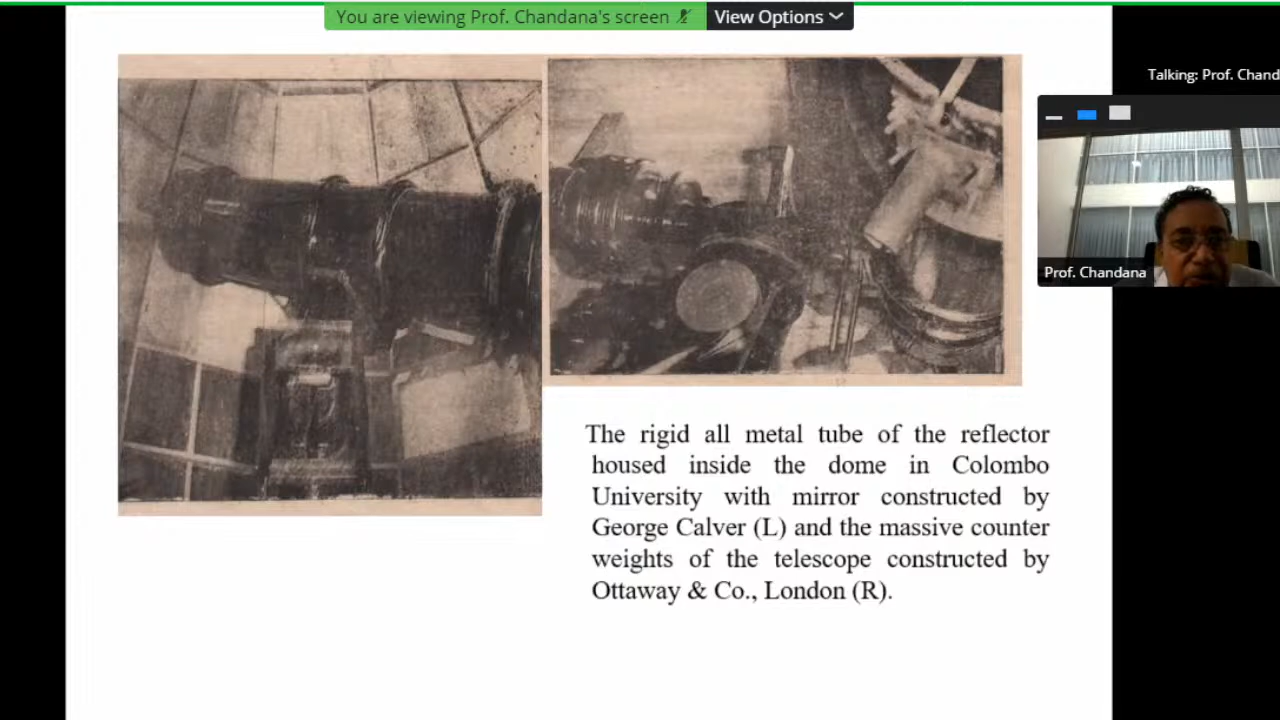 You are viewing Prof. Chandana's screen View Options
Talking: Prof. Chand
Prof. Chandana
The rigid all metal tube of the reflector
housed inside the dome in Colombo
University with mirror constructed by
George Calver (L) and the massive counter
weights of the telescope constructed by
Ottaway & Co., London (R).